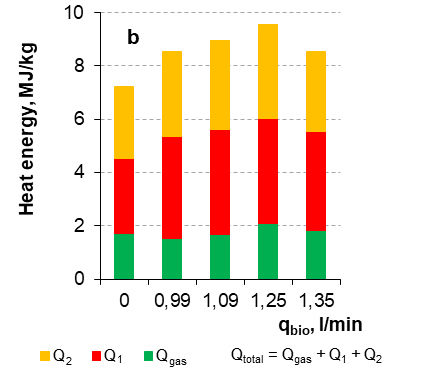 b
Heat energy, MJ/kg
10
8
6
4
2
0
0 0,99 1,09 1,25 1,35
qbio, l/min
Q2 Q1 Qgas Qtotal = Qgas + Q1 + Q2